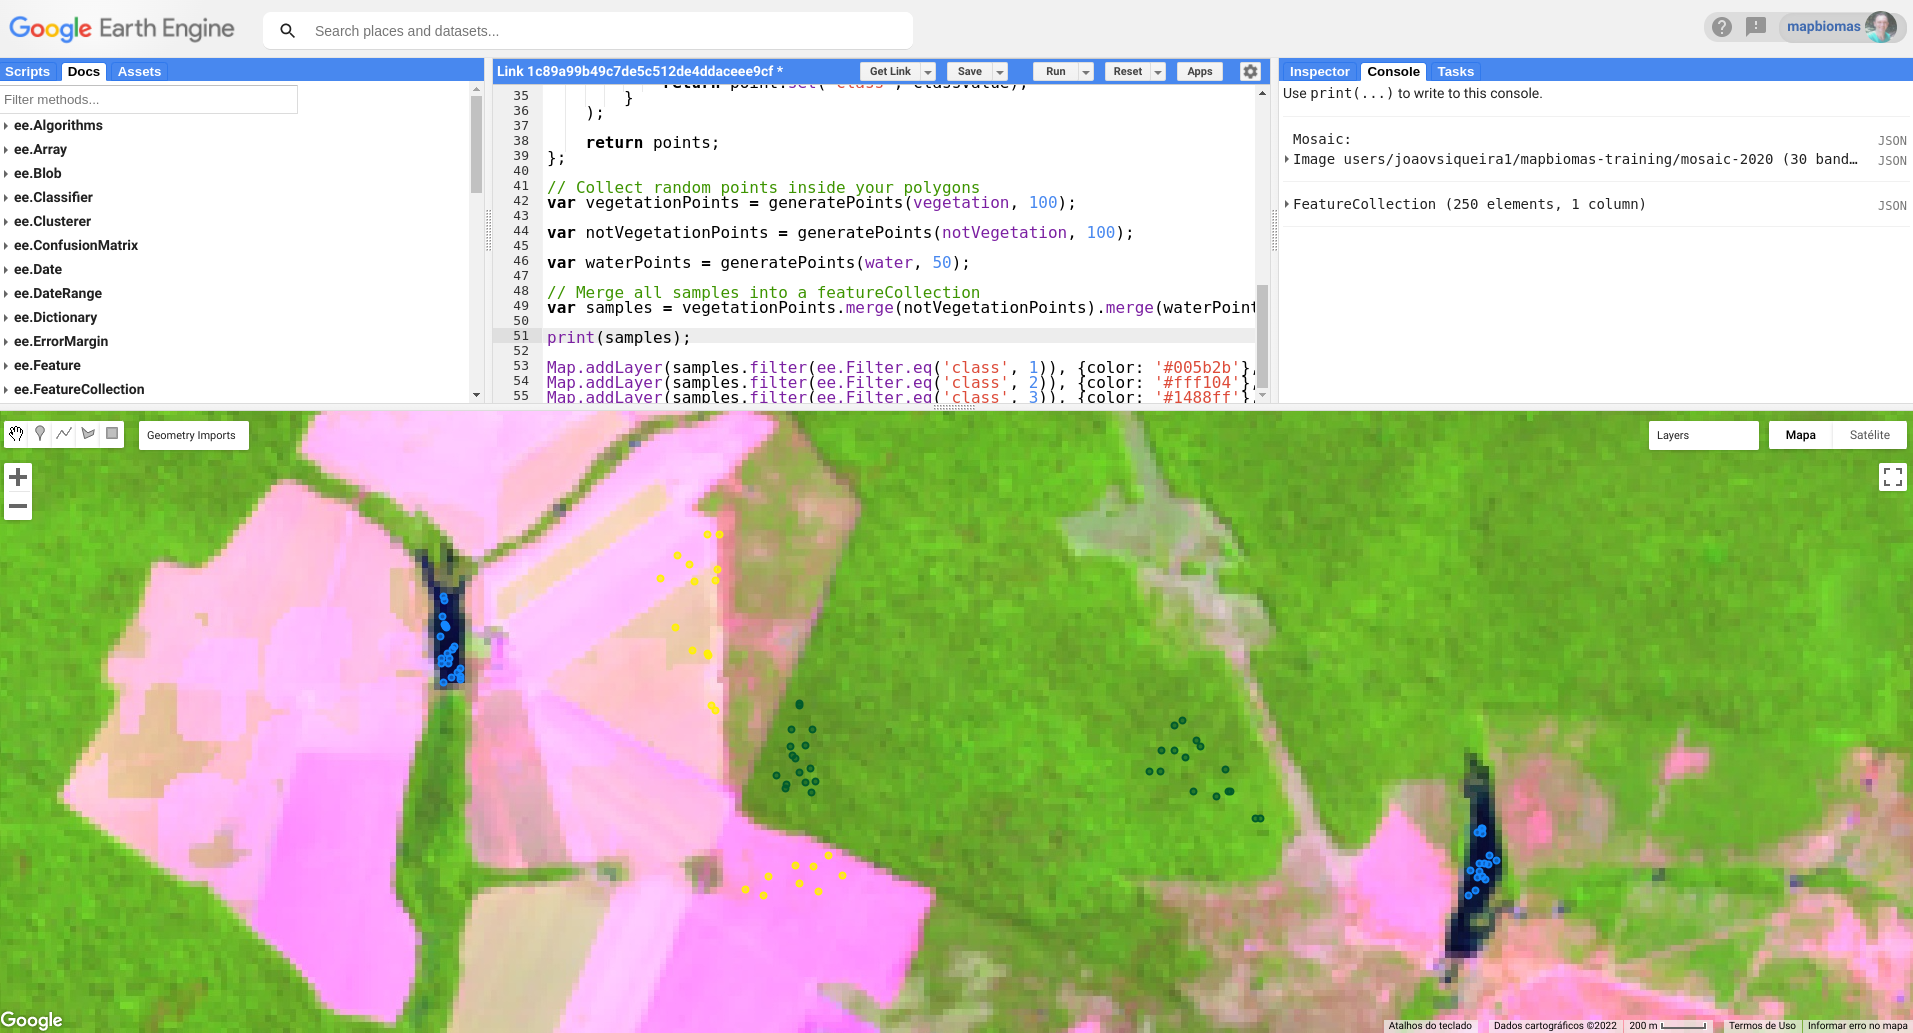 Google Earth Engine
Search places and datasets...
mapbiomas
Scripts
Docs
Assets
Filter methods...
ee.Algorithms
ee.Array
ee.Blob
ee.Classifier
ee.Clusterer
ee.ConfusionMatrix
ee.Date
ee.DateRange
ee.Dictionary
ee.ErrorMargin
ee.Feature
ee.FeatureCollection
Link 1c89a99b49c7de5c512de4ddaceee9cf *
Get Link
Save
Run
Reset
Apps
return point.set('class', classValue);
35 }
36 );
37
38 return points;
39 };
40
41 // Collect random points inside your polygons
42 var vegetationPoints = generatePoints(vegetation, 100);
43
44 var notVegetationPoints = generatePoints(notVegetation, 100);
45
46 var waterPoints = generatePoints(water, 50);
47
48 // Merge all samples into a featureCollection
49 var samples = vegetationPoints.merge(notVegetationPoints).merge(waterPoint
50
51 print(samples);
52
53 Map.addLayer(samples.filter(ee.Filter.eq('class', 1)), {color: '#005b2b'},
54 Map.addLayer(samples.filter(ee.Filter.eq('class', 2)), {color: '#fff104'},
55 Map.addLayer(samples.filter(ee.Filter.eq('class', 3)), {color: '#1488ff'},
Inspector
Console
Tasks
Use print(...) to write to this console.
Mosaic:
JSON
Image users/joaovsiqueira1/mapbiomas-training/mosaic-2020 (30 band…
JSON
FeatureCollection (250 elements, 1 column)
JSON
Geometry Imports
Layers
Mapa
Satélite
Google
Atalhos do teclado
Dados cartográficos ©2022
200 m
Termos de Uso
Informar erro no mapa